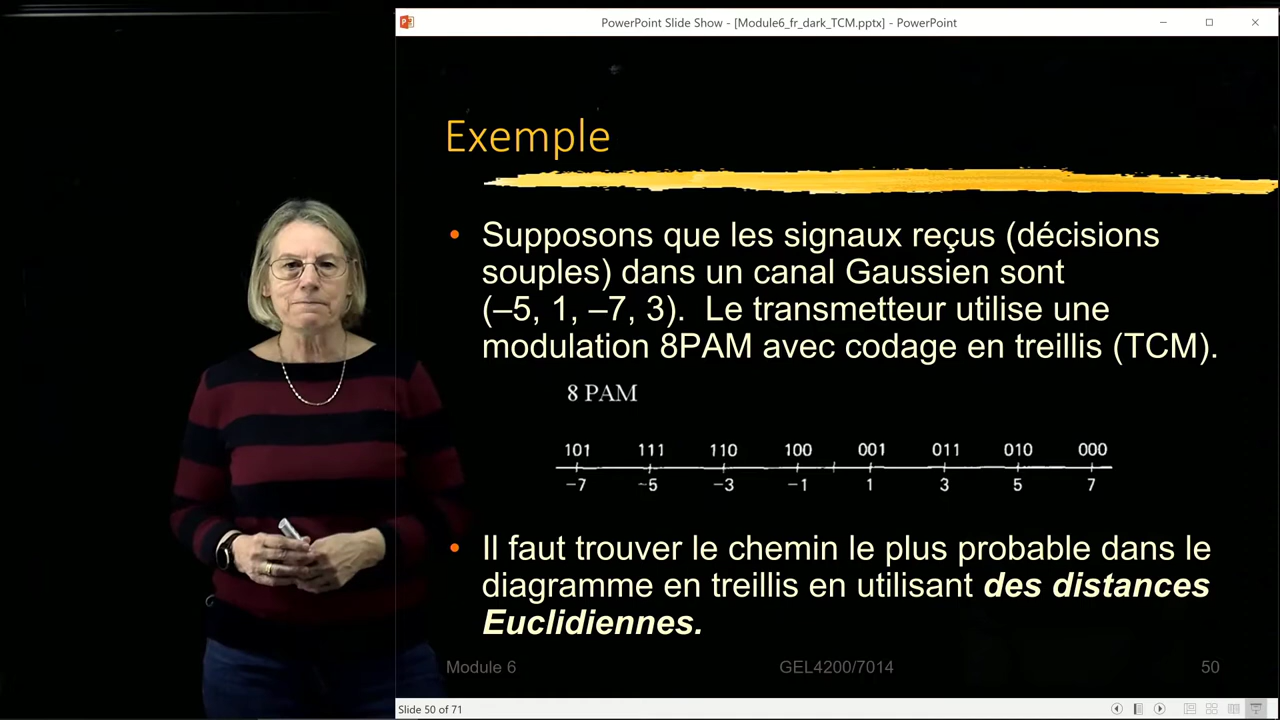 PowerPoint Slide Show - [Module6_fr_dark_TCM.pptx] - PowerPoint
Exemple
• Supposons que les signaux reçus (décisions
souples) dans un canal Gaussien sont
(–5, 1, –7, 3). Le transmetteur utilise une
modulation 8PAM avec codage en treillis (TCM).
8 PAM
101 111 110 100 001 011 010 000
−7 −5 −3 −1 1 3 5 7
• Il faut trouver le chemin le plus probable dans le
diagramme en treillis en utilisant des distances
Euclidiennes.
Module 6 GEL4200/7014 50
Slide 50 of 71